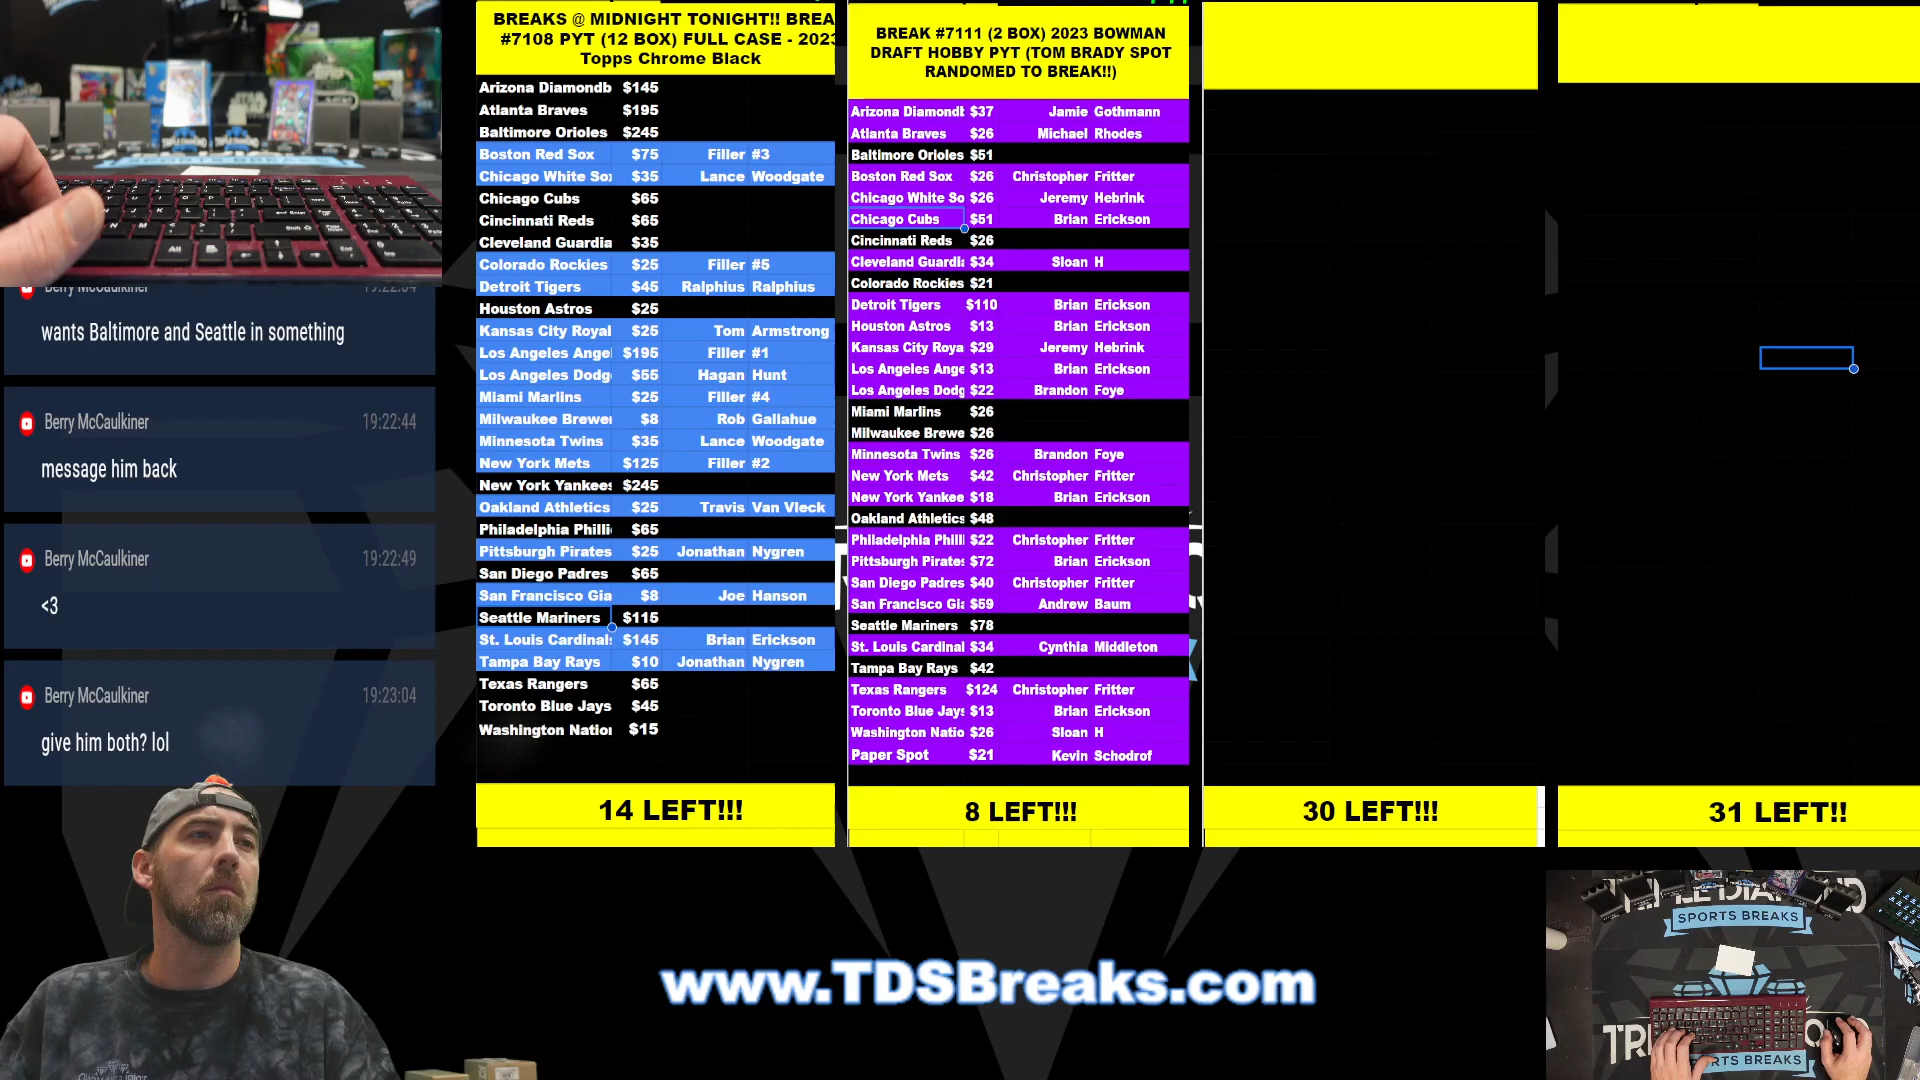 BREAKS @ MIDNIGHT TONIGHT!! BREA
#7108 PYT (12 BOX) FULL CASE - 2023
Topps Chrome Black
Arizona Diamondb $145
Atlanta Braves $195
Baltimore Orioles $245
Boston Red Sox $75 Filler #3
Chicago White So $35 Lance Woodgate
Chicago Cubs $65
Cincinnati Reds $65
Cleveland Guardia $35
Colorado Rockies $25 Filler #5
Detroit Tigers $45 Ralphius Ralphius
Houston Astros $25
Kansas City Royal $25 Tom Armstrong
Los Angeles Ange $195 Filler #1
Los Angeles Dodg $55 Hagan Hunt
Miami Marlins $25 Filler #4
Milwaukee Brewe $8 Rob Gallahue
Minnesota Twins $35 Lance Woodgate
New York Mets $125 Filler #2
New York Yankees $245
Oakland Athletics $25 Travis Van Vleck
Philadelphia Philli $65
Pittsburgh Pirates $25 Jonathan Nygren
San Diego Padres $65
San Francisco Gia $8 Joe Hanson
Seattle Mariners $115
St. Louis Cardinals $145 Brian Erickson
Tampa Bay Rays $10 Jonathan Nygren
Texas Rangers $65
Toronto Blue Jays $45
Washington Natio $15
14 LEFT!!!
BREAK #7111 (2 BOX) 2023 BOWMAN
DRAFT HOBBY PYT (TOM BRADY SPOT
RANDOMED TO BREAK!!)
Arizona Diamondb $37 Jamie Gothmann
Atlanta Braves $26 Michael Rhodes
Baltimore Orioles $51
Boston Red Sox $26 Christopher Fritter
Chicago White So $26 Jeremy Hebrink
Chicago Cubs $51 Brian Erickson
Cincinnati Reds $26
Cleveland Guardi $34 Sloan H
Colorado Rockies $21
Detroit Tigers $110 Brian Erickson
Houston Astros $13 Brian Erickson
Kansas City Roya $29 Jeremy Hebrink
Los Angeles Ange $13 Brian Erickson
Los Angeles Dodg $22 Brandon Foye
Miami Marlins $26
Milwaukee Brewe $26
Minnesota Twins $26 Brandon Foye
New York Mets $42 Christopher Fritter
New York Yankee $18 Brian Erickson
Oakland Athletics $48
Philadelphia Philli $22 Christopher Fritter
Pittsburgh Pirates $72 Brian Erickson
San Diego Padres $40 Christopher Fritter
San Francisco Gia $59 Andrew Baum
Seattle Mariners $78
St. Louis Cardinal $34 Cynthia Middleton
Tampa Bay Rays $42
Texas Rangers $124 Christopher Fritter
Toronto Blue Jays $13 Brian Erickson
Washington Natio $26 Sloan H
Paper Spot $21 Kevin Schodrof
8 LEFT!!!
30 LEFT!!!
31 LEFT!!
Berry McCaulkiner 19:22:04
wants Baltimore and Seattle in something
Berry McCaulkiner 19:22:44
message him back
Berry McCaulkiner 19:22:49
<3
Berry McCaulkiner 19:23:04
give him both? lol
www.TDSBreaks.com
SPORTS BREAKS